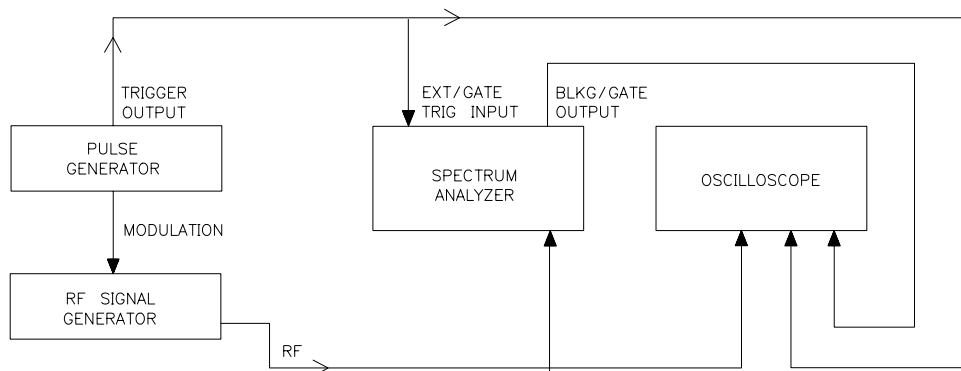 TRIGGER
OUTPUT
EXT/GATE
TRIG INPUT
BLKG/GATE
OUTPUT
PULSE
GENERATOR
SPECTRUM
ANALYZER
OSCILLOSCOPE
MODULATION
RF SIGNAL
GENERATOR
RF